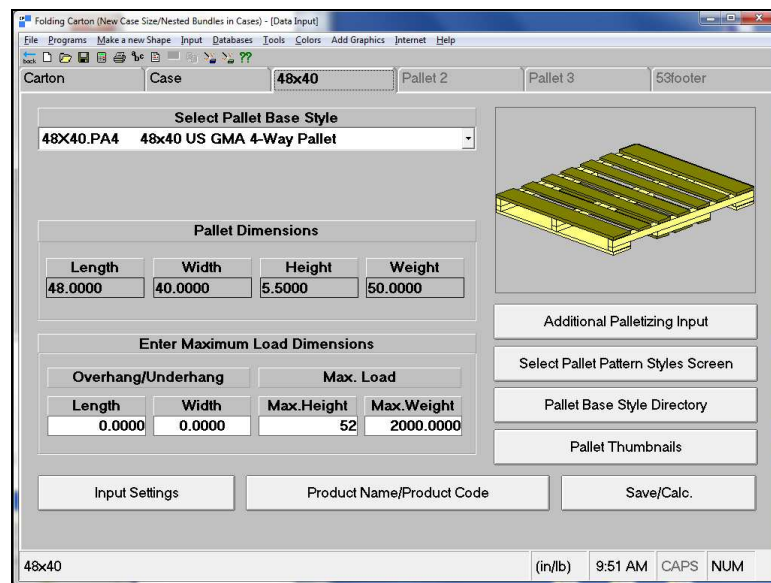 Folding Carton (New Case Size/Nested Bundles in Cases) - [Data Input]
File Programs Make a new Shape Input Databases Tools Colors Add Graphics Internet Help
back ??
Carton Case 48x40 Pallet 2 Pallet 3 53footer
Select Pallet Base Style
48X40.PA4 48x40 US GMA 4-Way Pallet
Pallet Dimensions
Length Width Height Weight
48.0000 40.0000 5.5000 50.0000
Enter Maximum Load Dimensions
Overhang/Underhang Max. Load
Length Width Max.Height Max.Weight
0.0000 0.0000 52 2000.0000
Additional Palletizing Input
Select Pallet Pattern Styles Screen
Pallet Base Style Directory
Pallet Thumbnails
Input Settings Product Name/Product Code Save/Calc.
48x40 (in/lb) 9:51 AM CAPS NUM